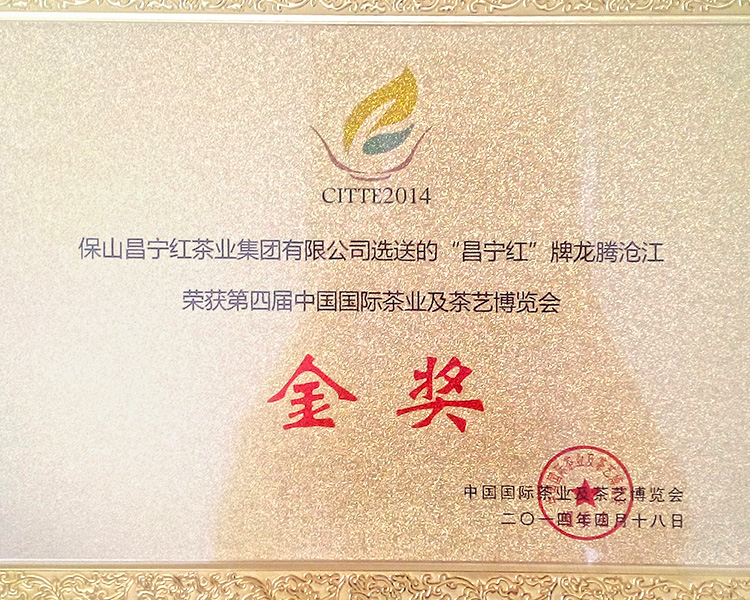 CITTE2014
保山昌宁红茶业集团有限公司选送的“昌宁红”牌龙腾沧江
荣获第四届中国国际茶业及茶艺博览会
金奖
中国国际茶业及茶艺博览会
二〇一四年四月十八日